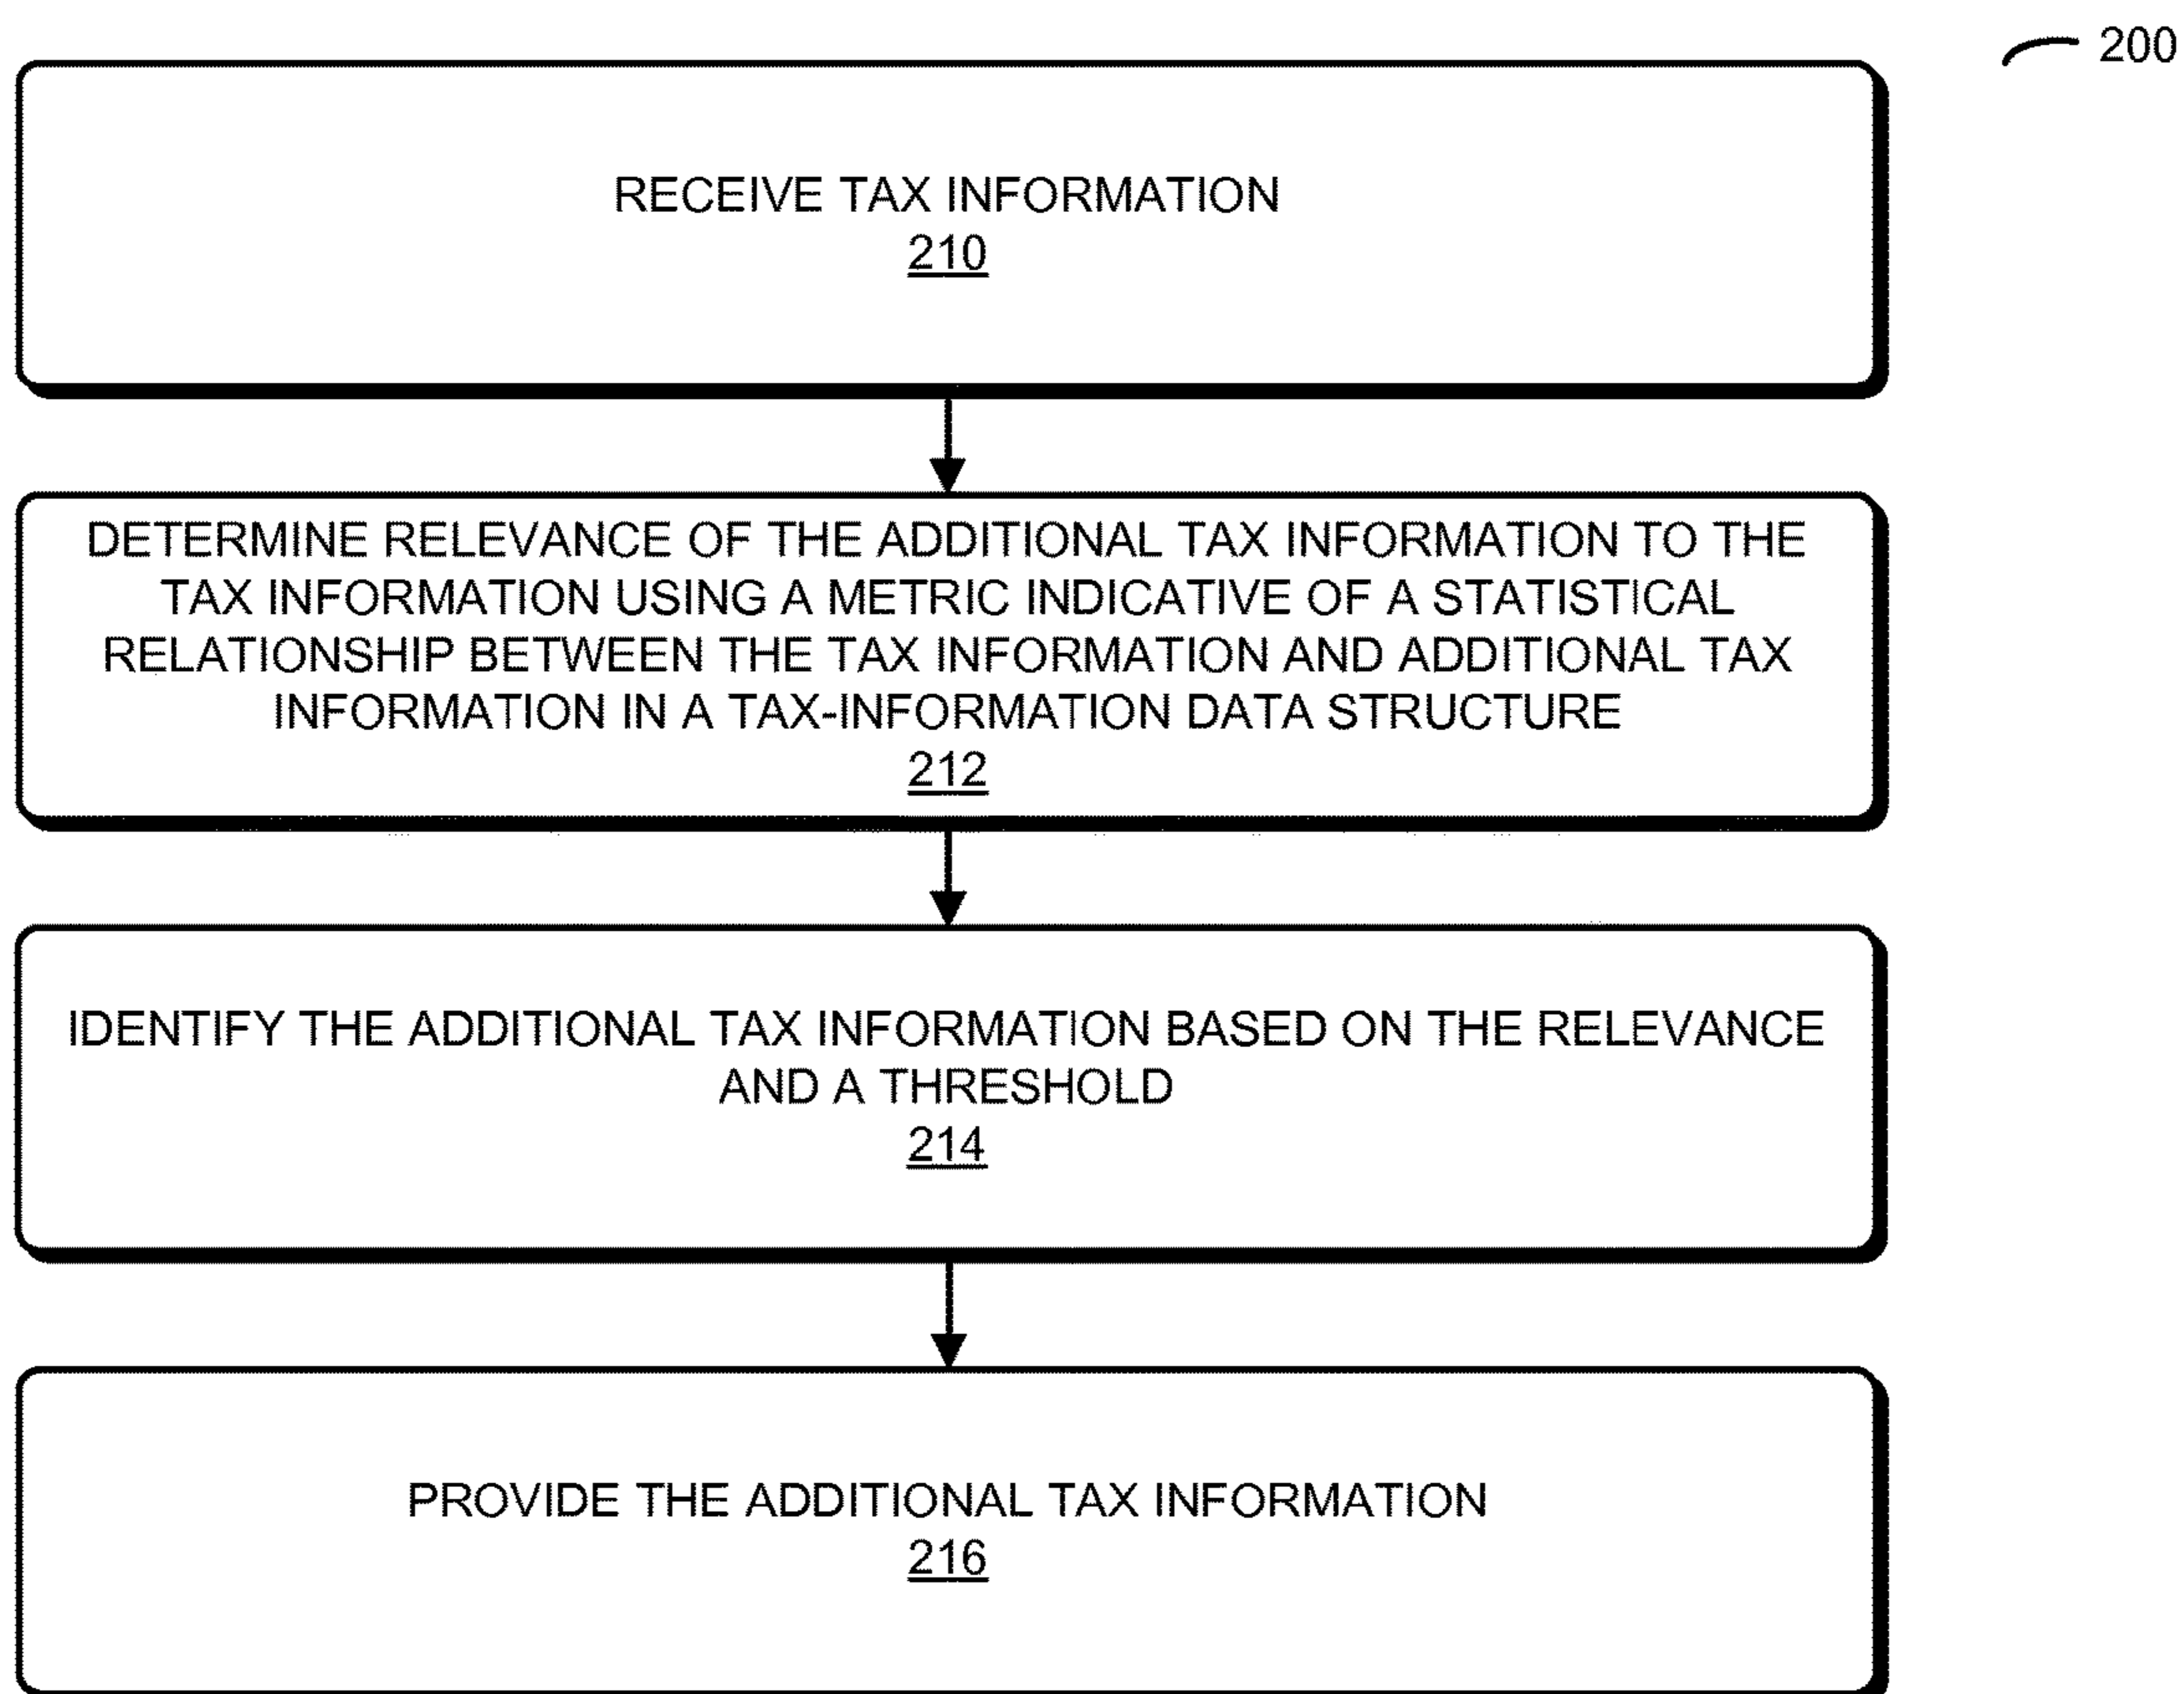 200
RECEIVE TAX INFORMATION
210
DETERMINE RELEVANCE OF THE ADDITIONAL TAX INFORMATION TO THE
TAX INFORMATION USING A METRIC INDICATIVE OF A STATISTICAL
RELATIONSHIP BETWEEN THE TAX INFORMATION AND ADDITIONAL TAX
INFORMATION IN A TAX-INFORMATION DATA STRUCTURE
212
IDENTIFY THE ADDITIONAL TAX INFORMATION BASED ON THE RELEVANCE
AND A THRESHOLD
214
PROVIDE THE ADDITIONAL TAX INFORMATION
216